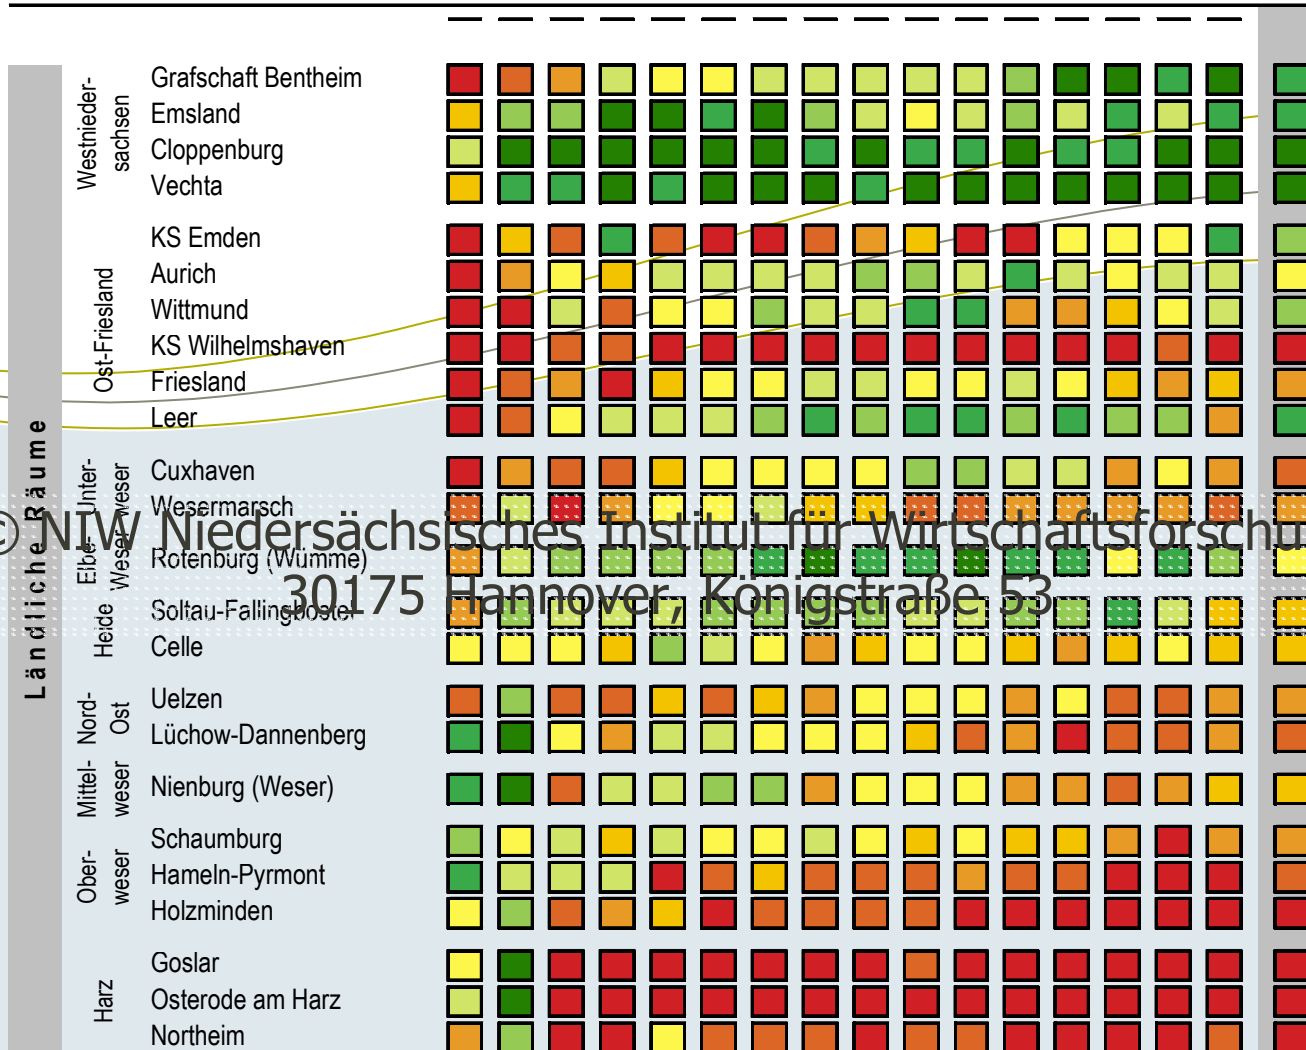 Ländliche Räume
Westnieder-
sachsen
Grafschaft Bentheim
Emsland
Cloppenburg
Vechta
Ost-Friesland
KS Emden
Aurich
Wittmund
KS Wilhelmshaven
Friesland
Leer
Elbe- Unter-
Weser weser
Cuxhaven
Wesermarsch
© NIW Niedersächsisches Institut für Wirtschaftsforschu
Rotenburg (Wümme)
30175 Hannover, Königstraße 53
Heide
Soltau-Fallingbostel
Celle
Nord-
Ost
Uelzen
Lüchow-Dannenberg
Mittel-
weser
Nienburg (Weser)
Ober-
weser
Schaumburg
Hameln-Pyrmont
Holzminden
Harz
Goslar
Osterode am Harz
Northeim